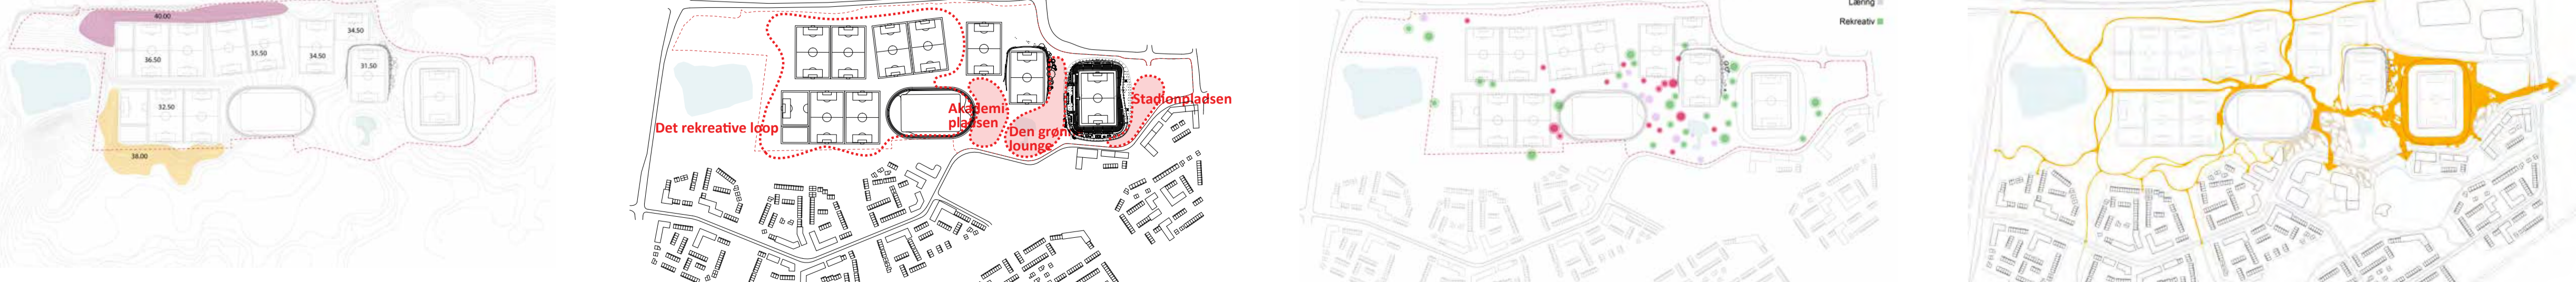 40.00
34.50
35.50
34.50
36.50
31.50
32.50
38.00
Det rekreative loop
Akademi-
pladsen
Den grønne
lounge
Stadionpladsen
Læring
Rekreativ